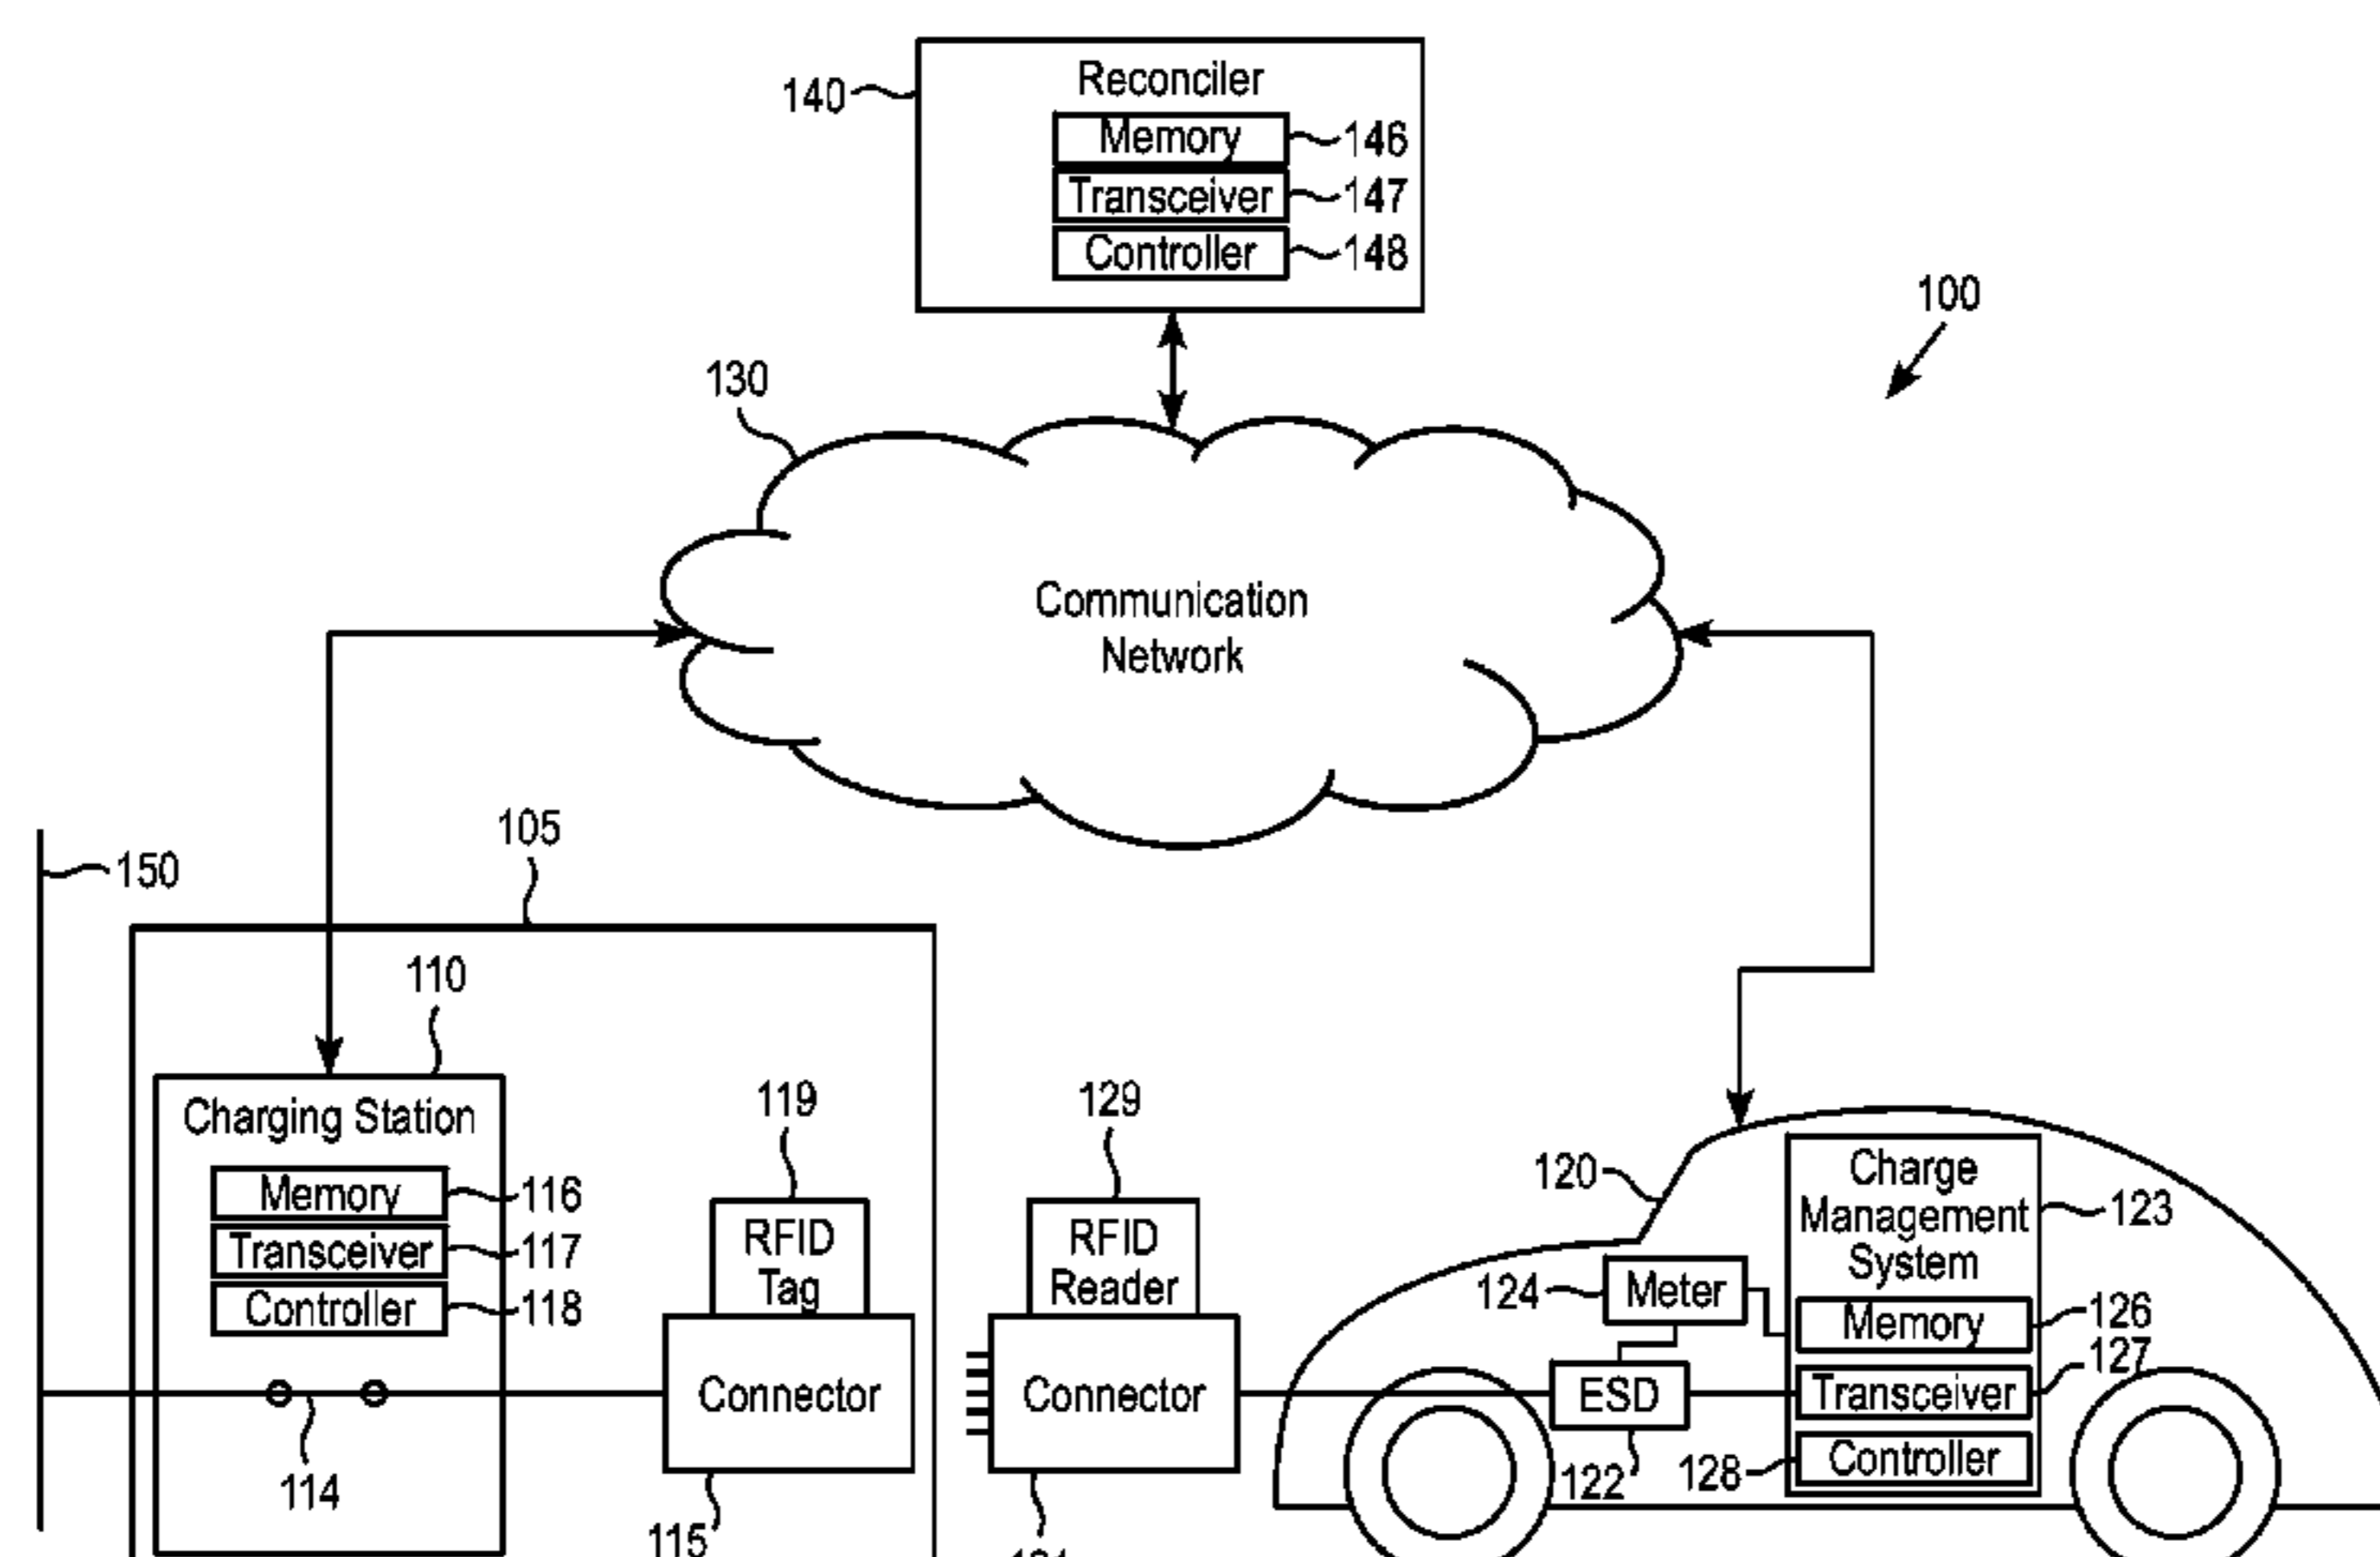 Reconciler
140
Memory
146
Transceiver
147
Controller
148
100
130
Communication
Network
105
150
110
Charging Station
Memory
116
Transceiver
117
Controller
118
114
119
RFID
Tag
Connector
115
129
RFID
Reader
Connector
120
Charge
Management
System
123
124
Meter
Memory
126
127
ESD
Transceiver
122
128
Controller